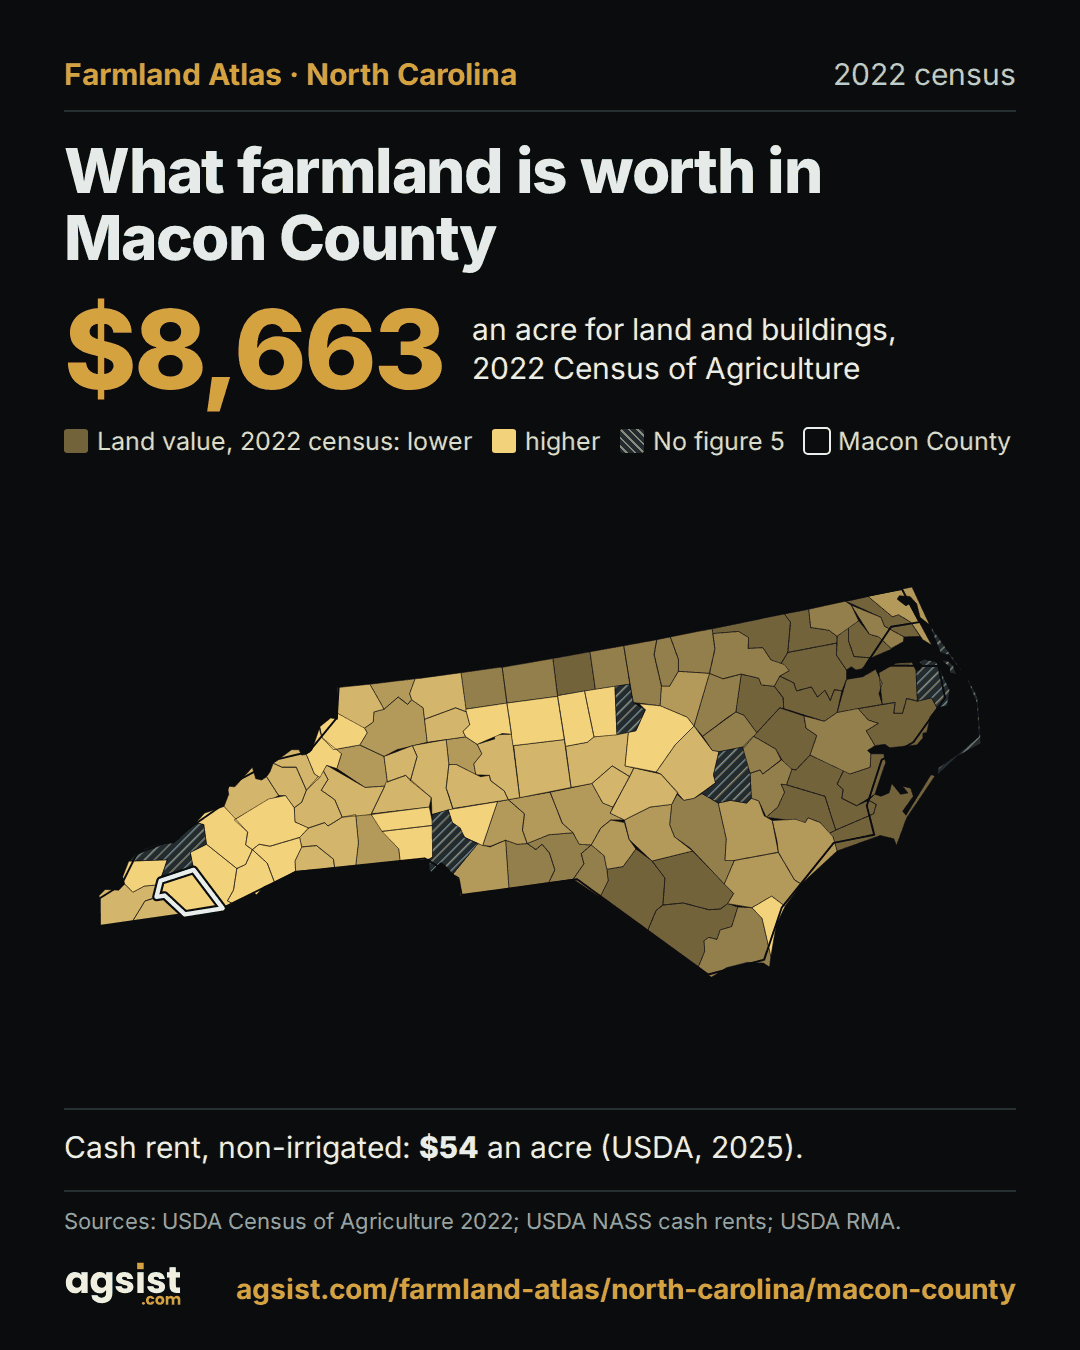 Farmland Atlas · North Carolina
2022 census
What farmland is worth in
Macon County
$8,663
an acre for land and buildings,
2022 Census of Agriculture
Land value, 2022 census: lower
higher
No figure 5
Macon County
Cash rent, non-irrigated: $54 an acre (USDA, 2025).
Sources: USDA Census of Agriculture 2022; USDA NASS cash rents; USDA RMA.
agsist
.com
agsist.com/farmland-atlas/north-carolina/macon-county